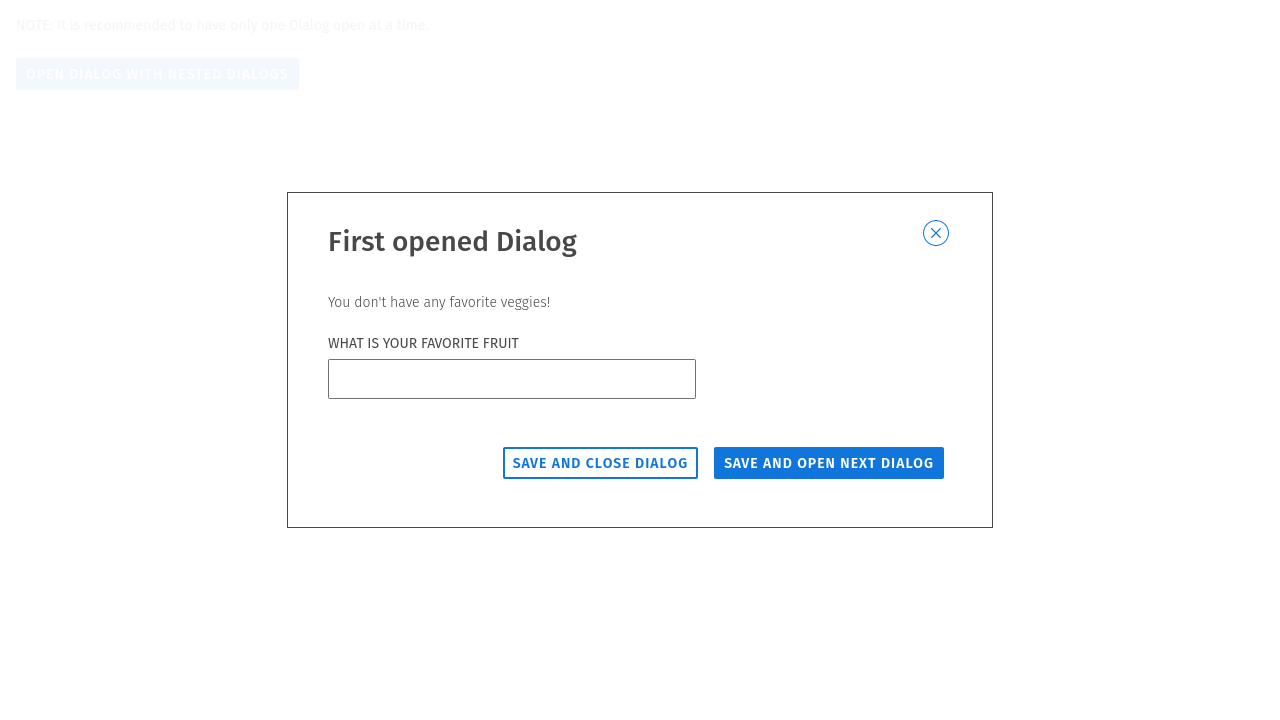 NOTE: It is recommended to have only one Dialog open at a time.
OPEN DIALOG WITH NESTED DIALOGS
First opened Dialog
You don't have any favorite veggies!
WHAT IS YOUR FAVORITE FRUIT
SAVE AND CLOSE DIALOG
SAVE AND OPEN NEXT DIALOG